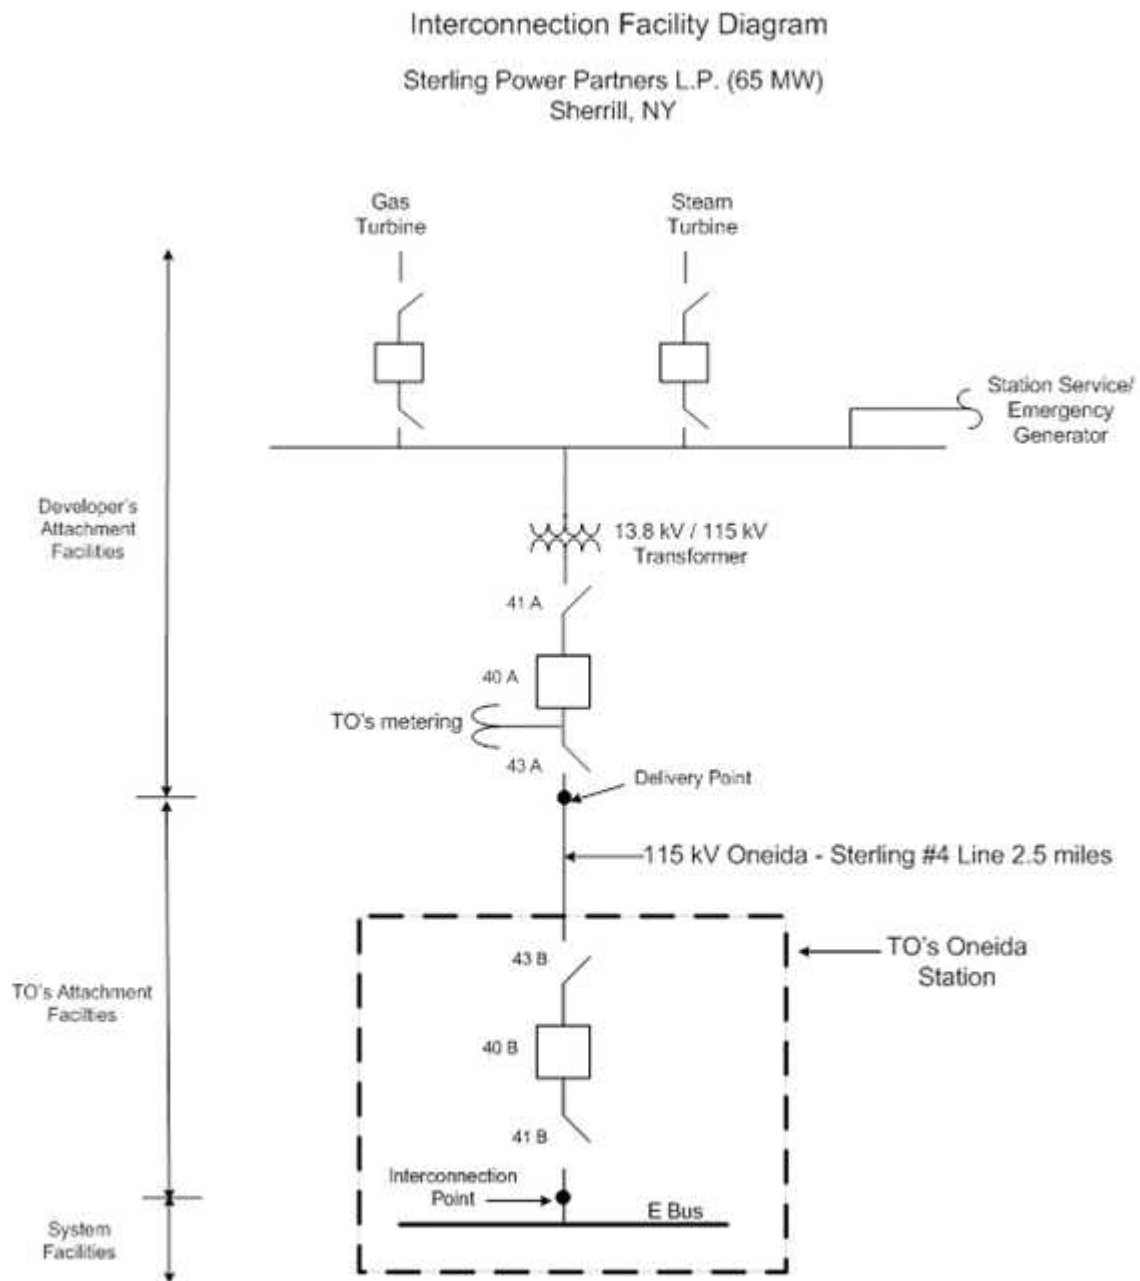 Interconnection Facility Diagram
Sterling Power Partners L.P. (65 MW)
Sherrill, NY
Gas
Turbine
Steam
Turbine
Station Service/
Emergency
Generator
Developer's
Attachment
Facilities
13.8 kV / 115 kV
Transformer
41 A
40 A
TO's metering
43 A
Delivery Point
115 kV Oneida - Sterling #4 Line 2.5 miles
TO's Oneida
Station
43 B
TO's Attachment
Facilties
40 B
41 B
Interconnection
Point
E Bus
System
Facilities